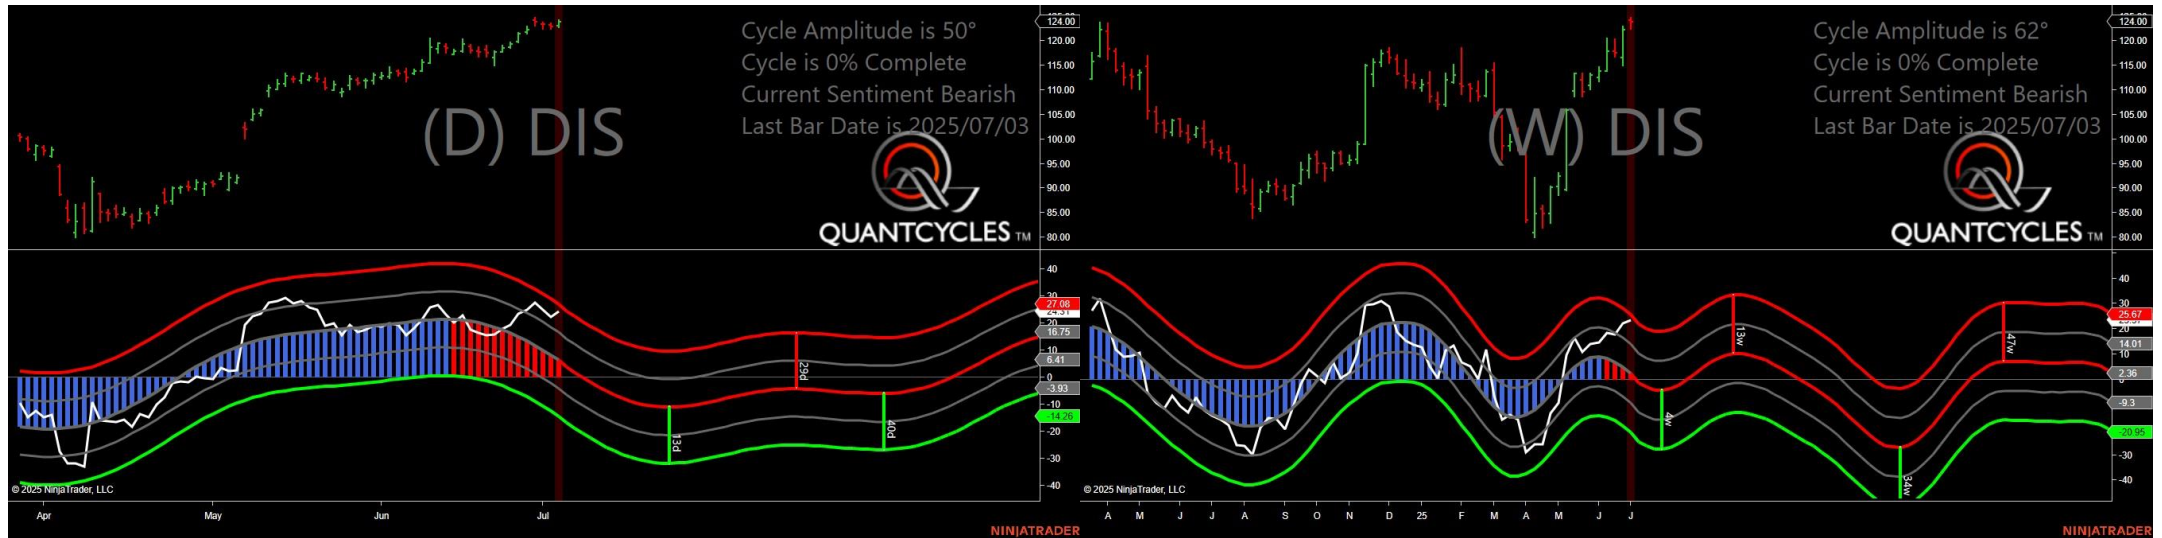 Cycle Amplitude is 50°
Cycle is 0% Complete
Current Sentiment Bearish
Last Bar Date is 2025/07/03
(D) DIS
QUANTCYCLES TM
124.00
120.00
115.00
110.00
105.00
100.00
95.00
90.00
85.00
80.00
40
27.08
20
16.75
10
6.41
0
-3.93
-10
-14.26
-20
-30
-40
29d
13d
40d
© 2025 NinjaTrader, LLC
Apr May Jun Jul
NINJATRADER
Cycle Amplitude is 62°
Cycle is 0% Complete
Current Sentiment Bearish
Last Bar Date is 2025/07/03
(W) DIS
QUANTCYCLES TM
124.00
120.00
115.00
110.00
105.00
100.00
95.00
90.00
85.00
80.00
40
30
25.67
20
14.01
10
2.36
-9.3
-20.95
-30
-40
13w
47w
4w
34w
© 2025 NinjaTrader, LLC
A M J J A S O N D 25 F M A M J J
NINJATRADER